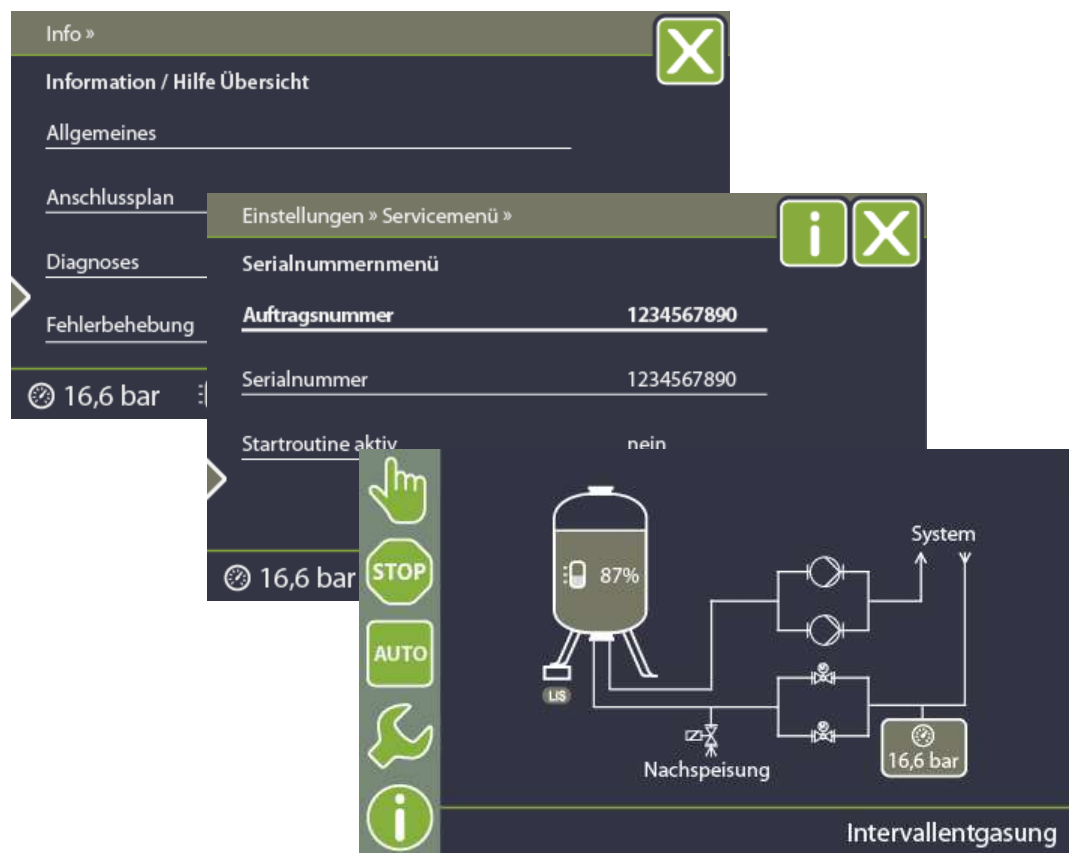 Info »
Information / Hilfe Übersicht
Allgemeines
Anschlussplan
Diagnoses
Fehlerbehebung
16,6 bar
Einstellungen » Servicemenü »
i X
X
Serialnummernmenü
Auftragsnummer 1234567890
Serialnummer 1234567890
Startroutine aktiv nein
16,6 bar
STOP
AUTO
i
87%
LIS
System
Nachspeisung
16,6 bar
Intervallentgasung